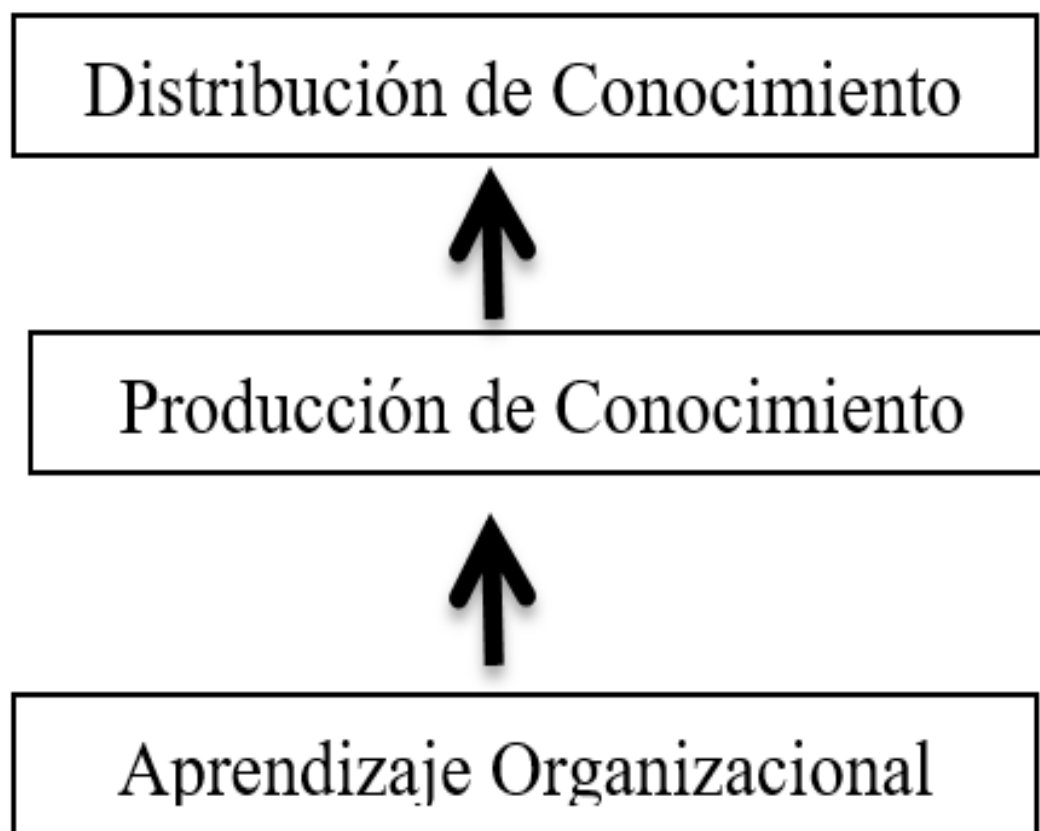 Distribución de Conocimiento
Producción de Conocimiento
Aprendizaje Organizacional